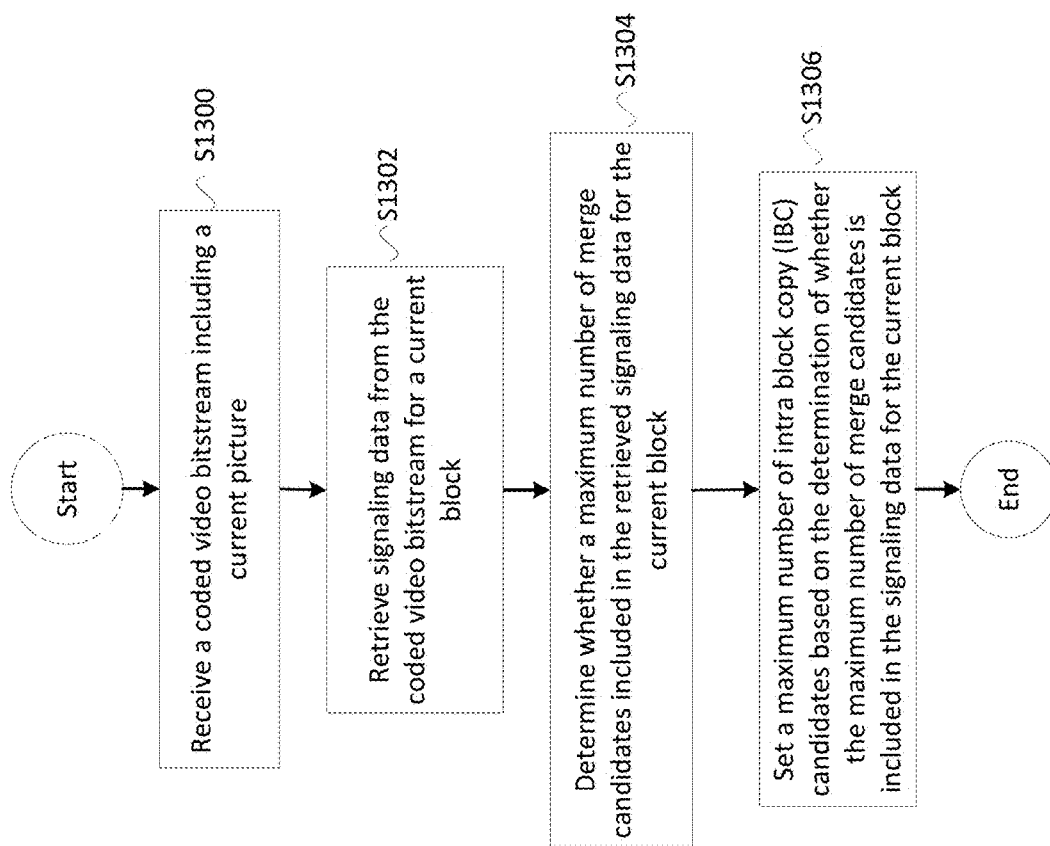 Start
Receive a coded video bitstream including a
current picture
S1300
Retrieve signaling data from the
coded video bitstream for a current
block
S1302
Determine whether a maximum number of merge
candidates included in the retrieved signaling data for the
current block
S1304
Set a maximum number of intra block copy (IBC)
candidates based on the determination of whether
the maximum number of merge candidates is
included in the signaling data for the current block
S1306
End